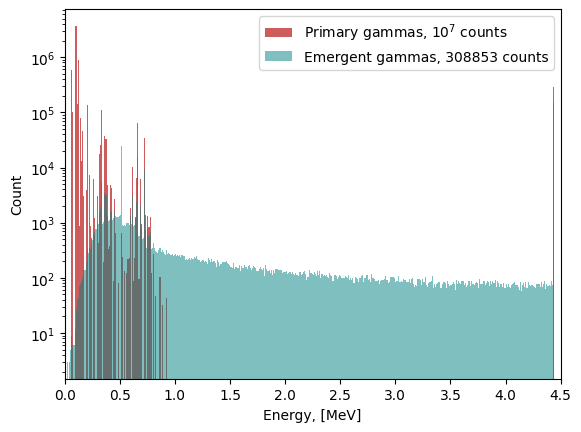 Primary gammas, 10⁷ counts
Emergent gammas, 308853 counts
Count
10⁶
10⁵
10⁴
10³
10²
10¹
0.0 0.5 1.0 1.5 2.0 2.5 3.0 3.5 4.0 4.5
Energy, [MeV]